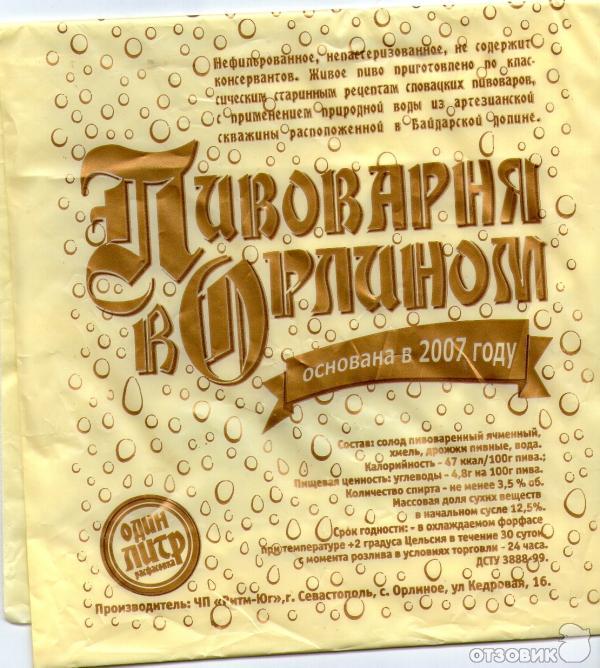 Нефильрованное, непастеризованное, не содержит
консервантов. Живое пиво приготовлено по клас-
сическим старинным рецептам словацких пивоваров,
с применением природной воды из артезианской
скважины расположенной в Байдарской долине.
Пивоварня
в Орлином
основана в 2007 году
Состав: солод пивоваренный ячменный,
хмель, дрожжи пивные, вода.
Калорийность - 47 ккал/100г пива.;
Пищевая ценность: углеводы - 4,8г на 100г пива.
Количество спирта - не менее 3,5 % об.
Массовая доля сухих веществ
в начальном сусле 12,5%.
Срок годности: - в охлаждаемом форфасе
при температуре +2 градуса Цельсия в течение 30 суток,
с момента розлива в условиях торговли - 24 часа.
ДСТУ 3888-99.
один
литр
расфасовка
Производитель: ЧП «Ритм-Юг»,г. Севастополь, с. Орлиное, ул Кедровая, 16.
ОТЗОВИК